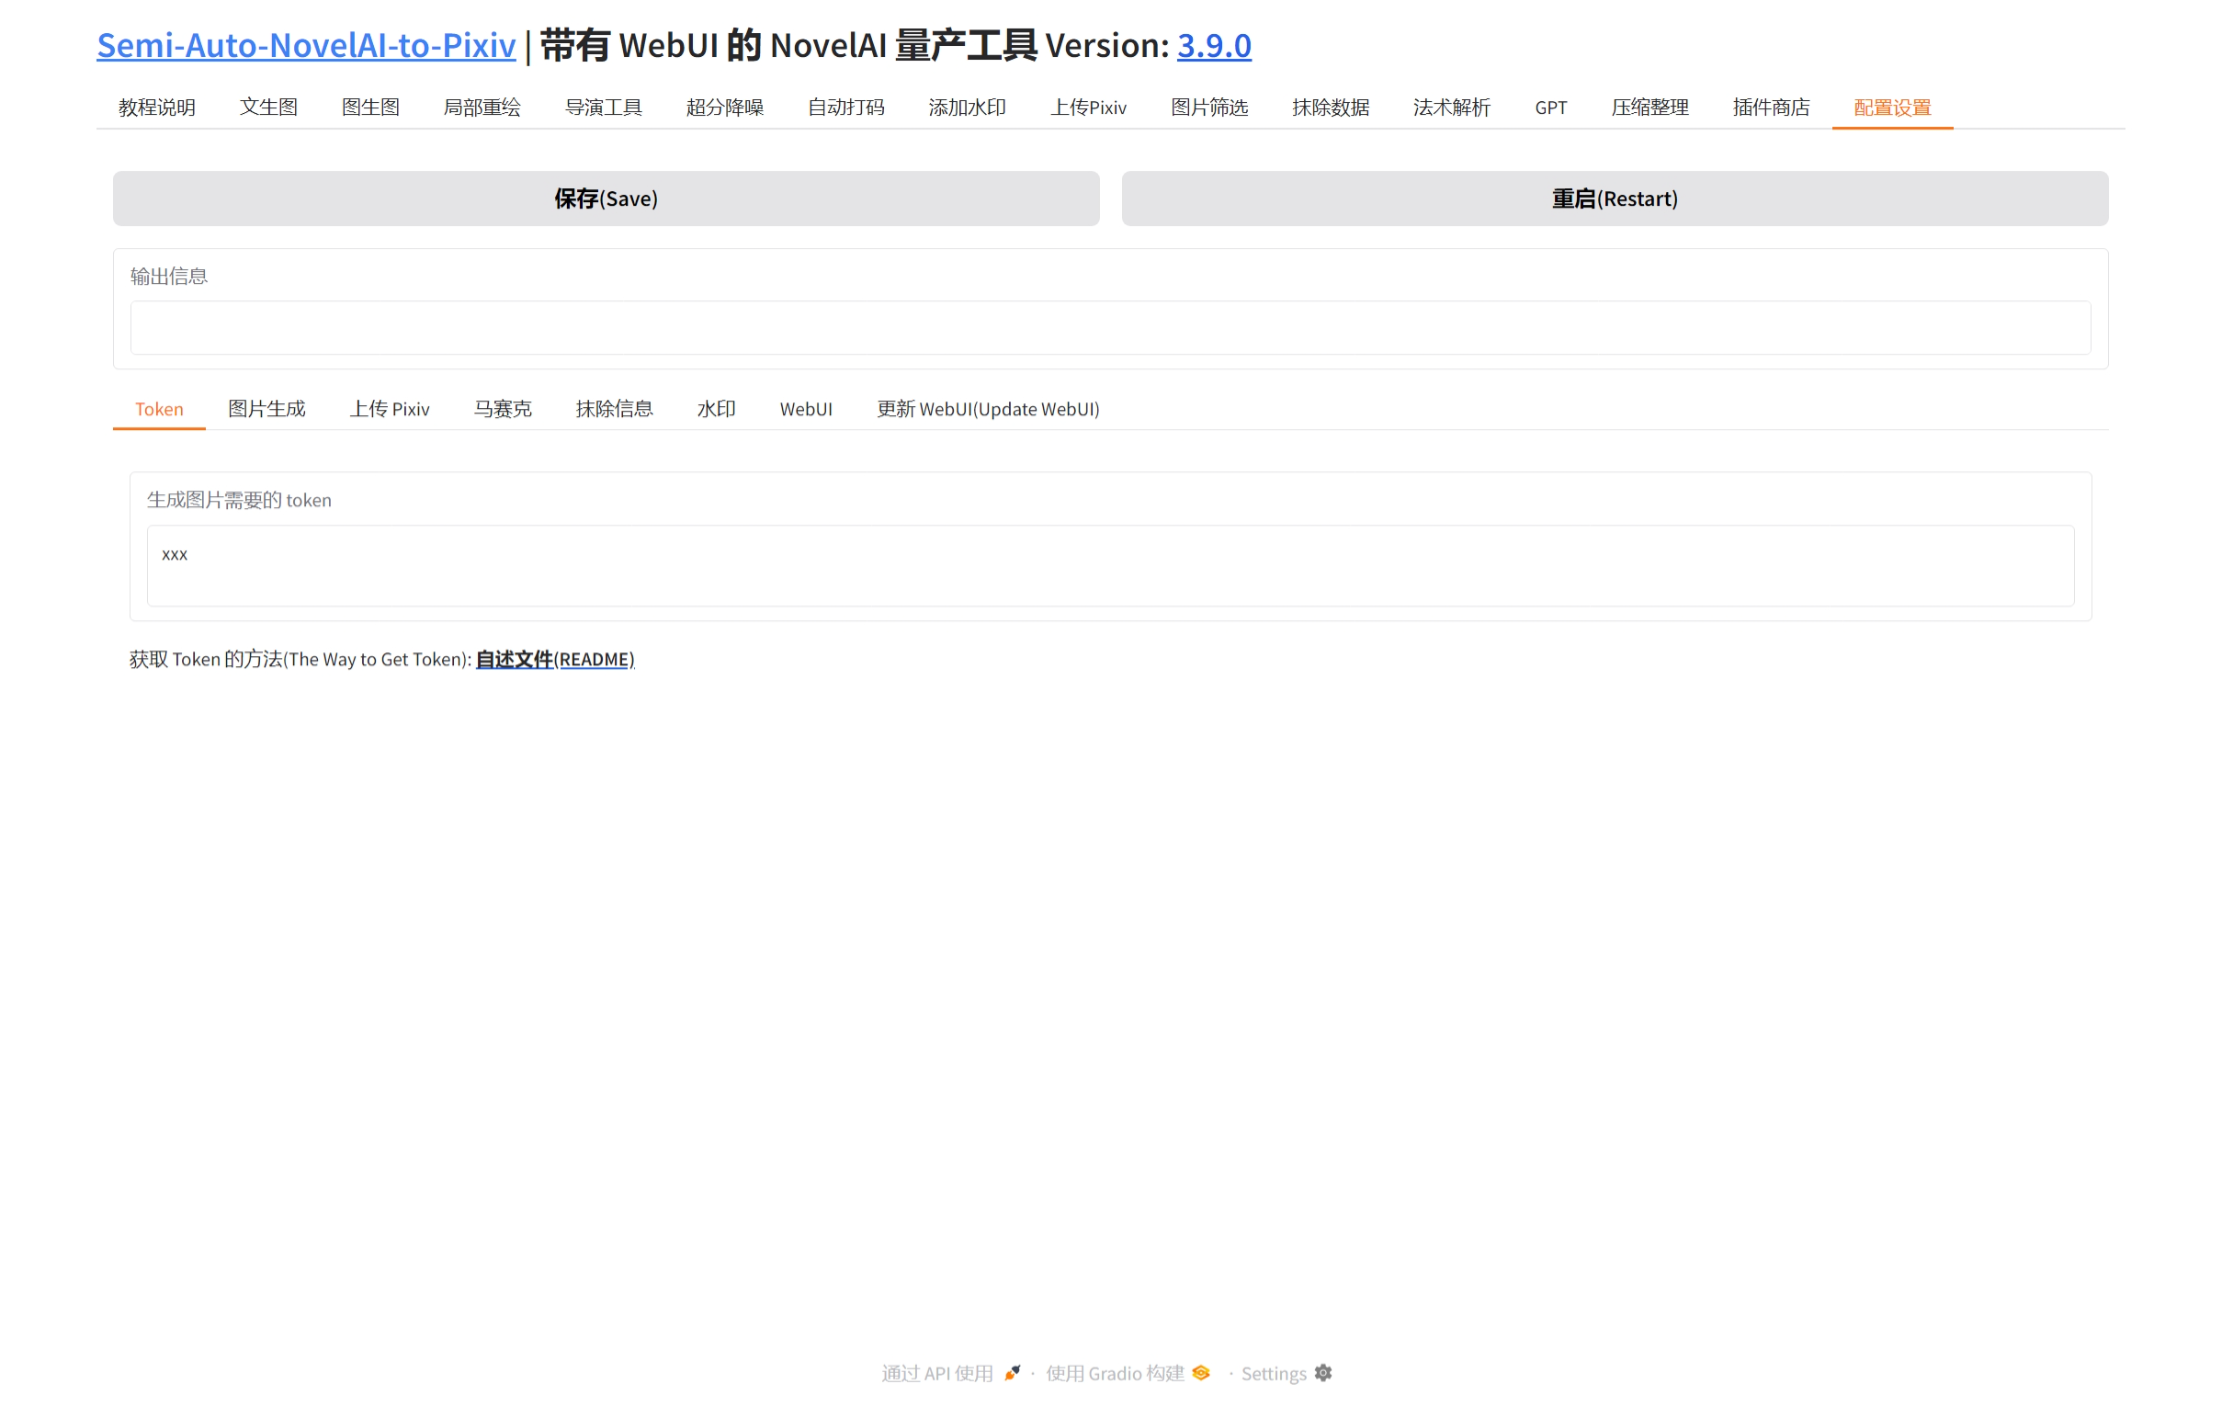 Semi-Auto-NovelAI-to-Pixiv | 带有 WebUI 的 NovelAI 量产工具 Version: 3.9.0
教程说明 文生图 图生图 局部重绘 导演工具 超分降噪 自动打码 添加水印 上传Pixiv 图片筛选 抹除数据 法术解析 GPT 压缩整理 插件商店 配置设置
保存(Save) 重启(Restart)
输出信息
Token 图片生成 上传 Pixiv 马赛克 抹除信息 水印 WebUI 更新 WebUI(Update WebUI)
生成图片需要的 token
xxx
获取 Token 的方法(The Way to Get Token): 自述文件(README)
通过 API 使用 · 使用 Gradio 构建 · Settings